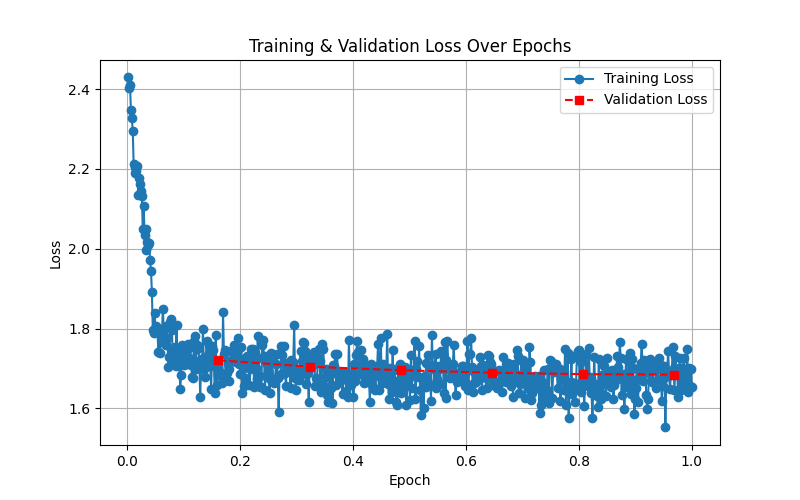 Training & Validation Loss Over Epochs
Training Loss
Validation Loss
Loss
2.4
2.2
2.0
1.8
1.6
0.0 0.2 0.4 0.6 0.8 1.0
Epoch